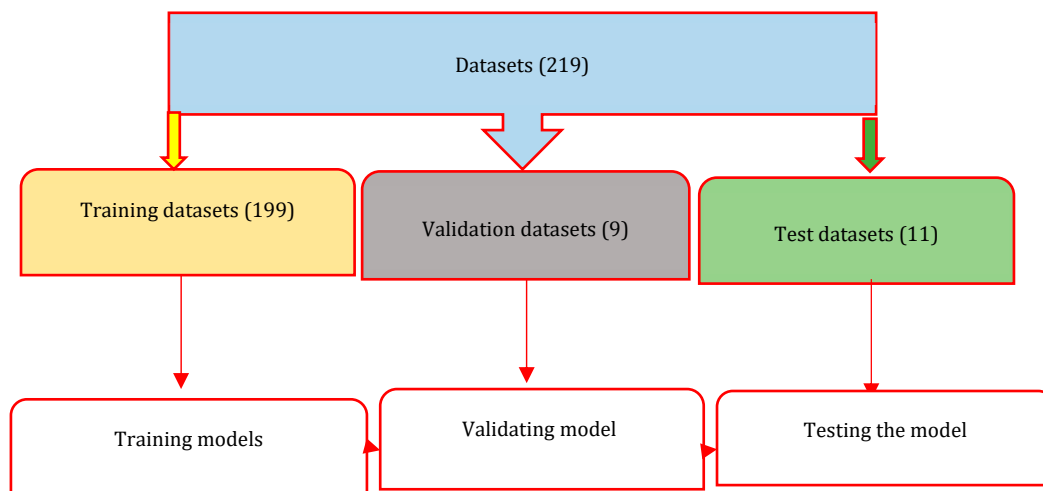 Datasets (219)
Training datasets (199)
Validation datasets (9)
Test datasets (11)
Training models
Validating model
Testing the model